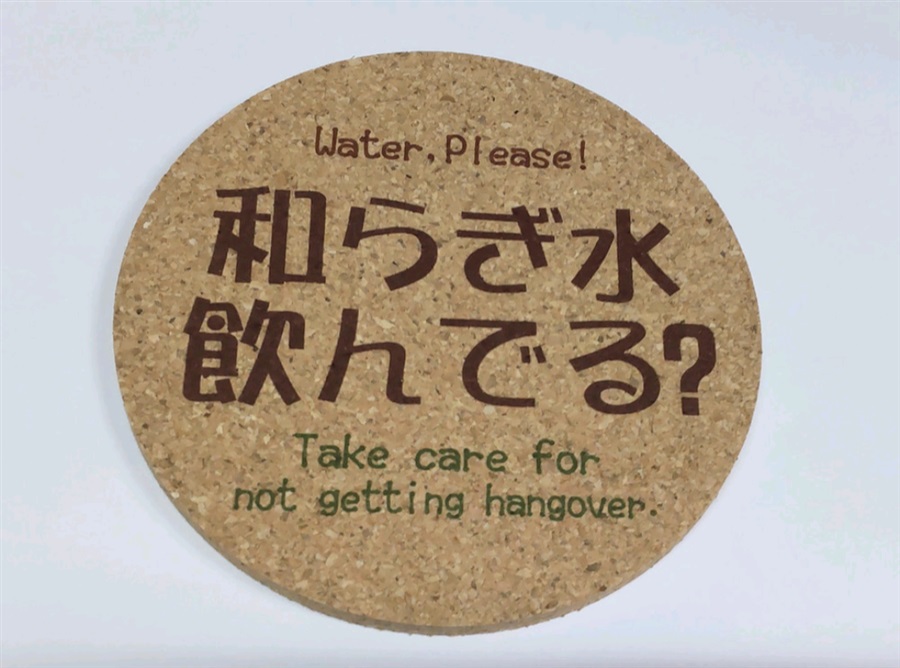 Water, Please!
和らぎ水
飲んでる?
Take care for
not getting hangover.